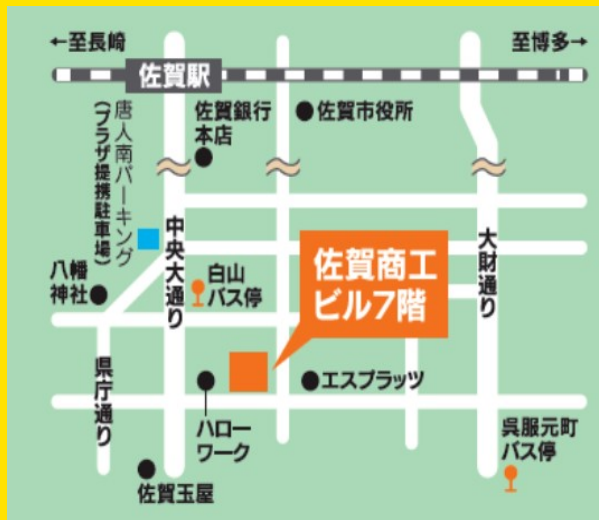 ←至長崎
至博多→
佐賀駅
佐賀銀行
本店
佐賀市役所
唐人南パーキング
(プラザ提携駐車場)
中央大通り
大財通り
八幡
神社
白山
バス停
佐賀商工
ビル7階
県庁通り
ハロー
ワーク
エスプラッツ
呉服元町
バス停
佐賀玉屋